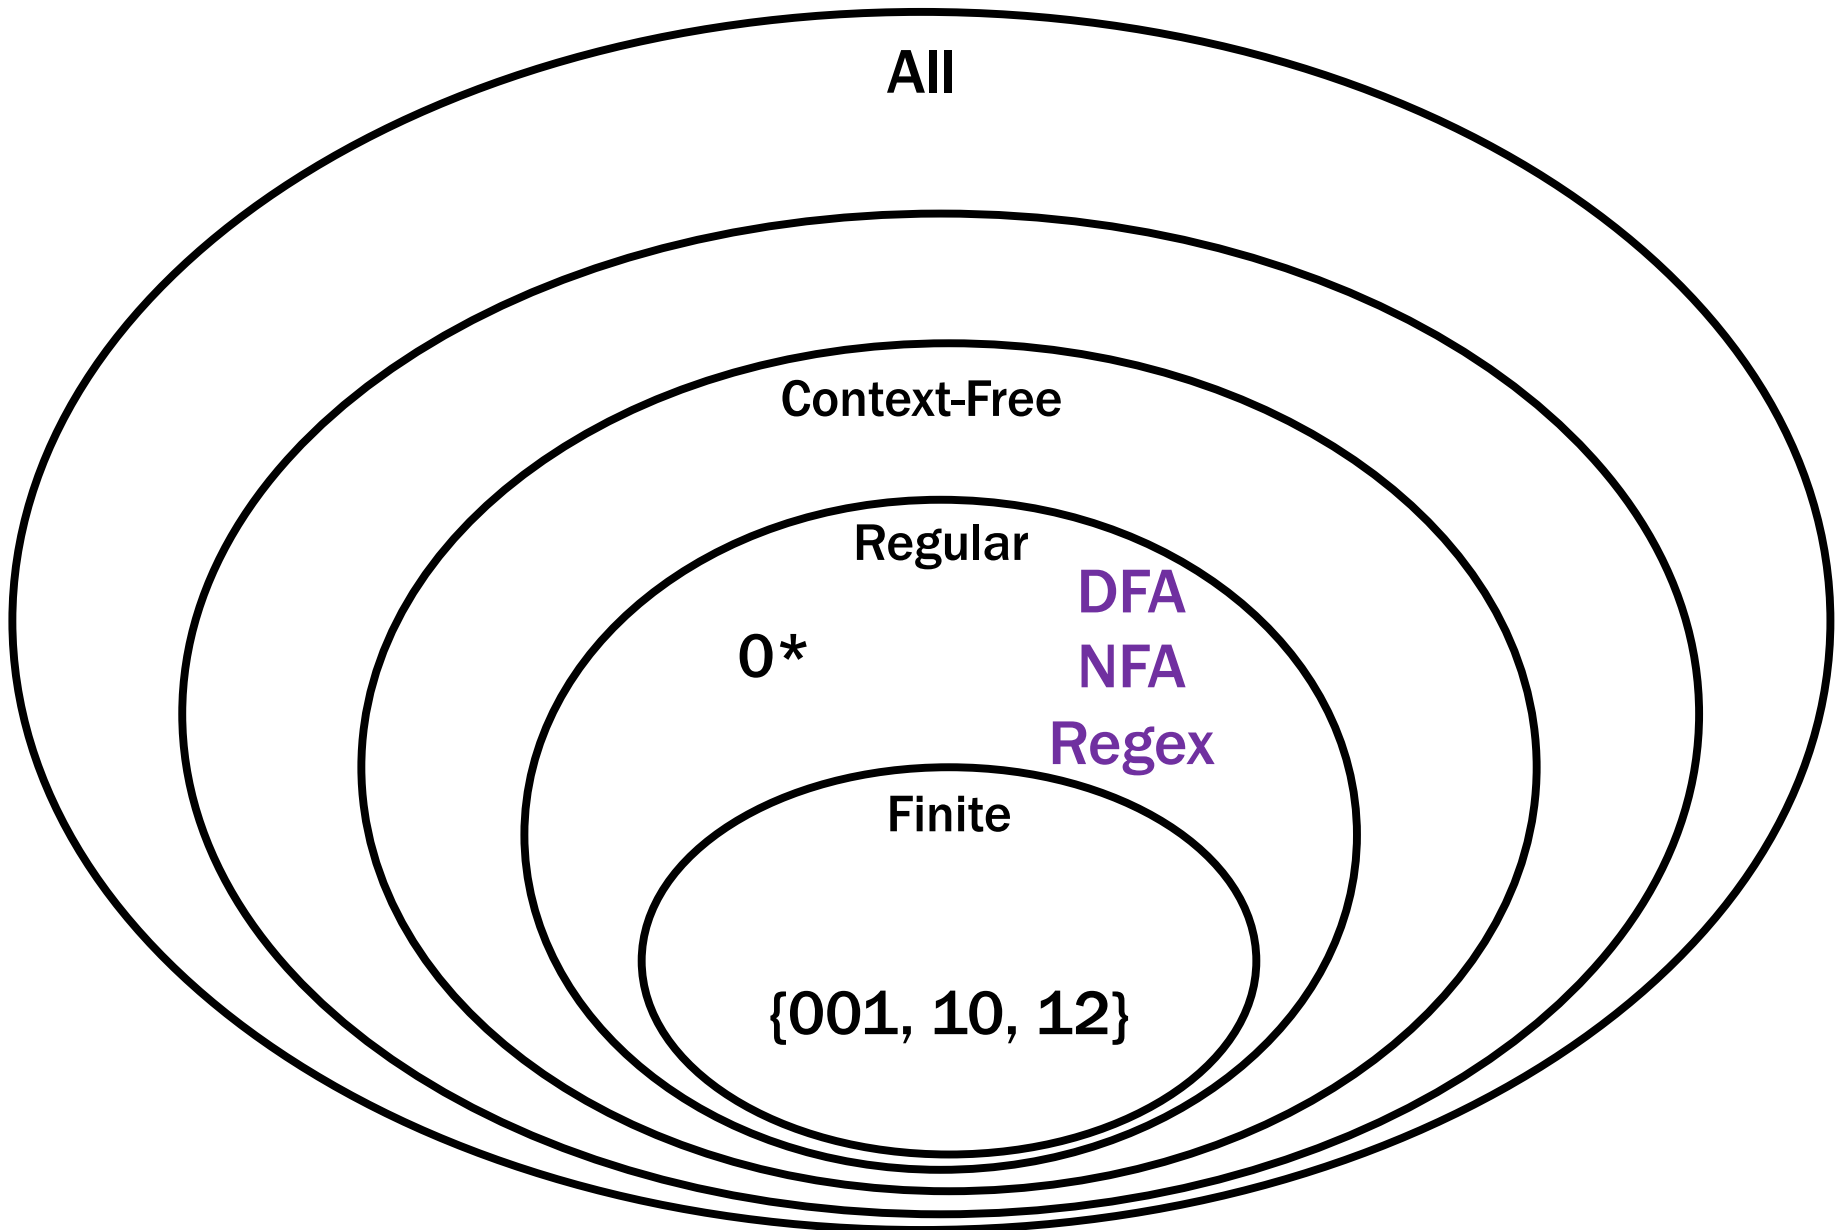 All
Context-Free
Regular
DFA
0*
NFA
Regex
Finite
{001, 10, 12}